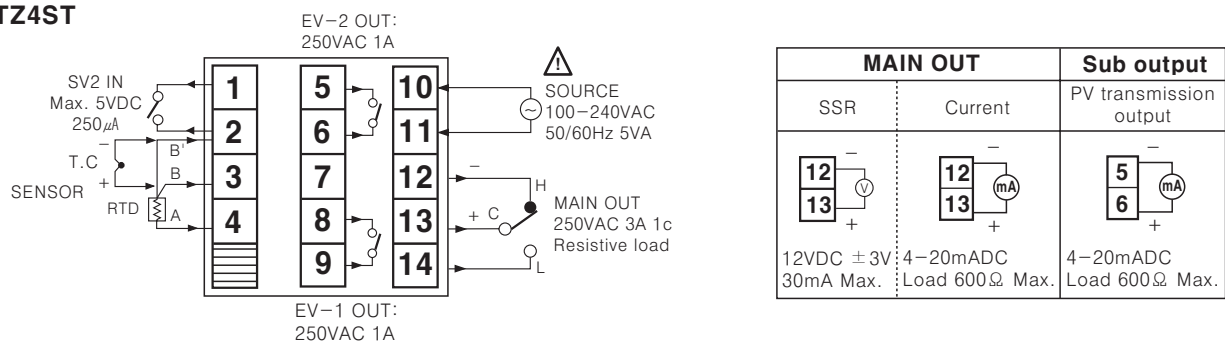 TZ4ST
EV-2 OUT:
250VAC 1A
SV2 IN
Max. 5VDC
250㎂
T.C
SENSOR
RTD
−
+
B'
B
A
1
2
3
4
5
6
7
8
9
10
11
12
13
14
EV-1 OUT:
250VAC 1A
SOURCE
100-240VAC
50/60Hz 5VA
−
H
+ C
L
MAIN OUT
250VAC 3A 1c
Resistive load
MAIN OUT
Sub output
SSR
Current
PV transmission
output
−
12
13
V
+
12VDC ±3V
30mA Max.
−
12
13
mA
+
4-20mADC
Load 600Ω Max.
−
5
6
mA
+
4-20mADC
Load 600Ω Max.